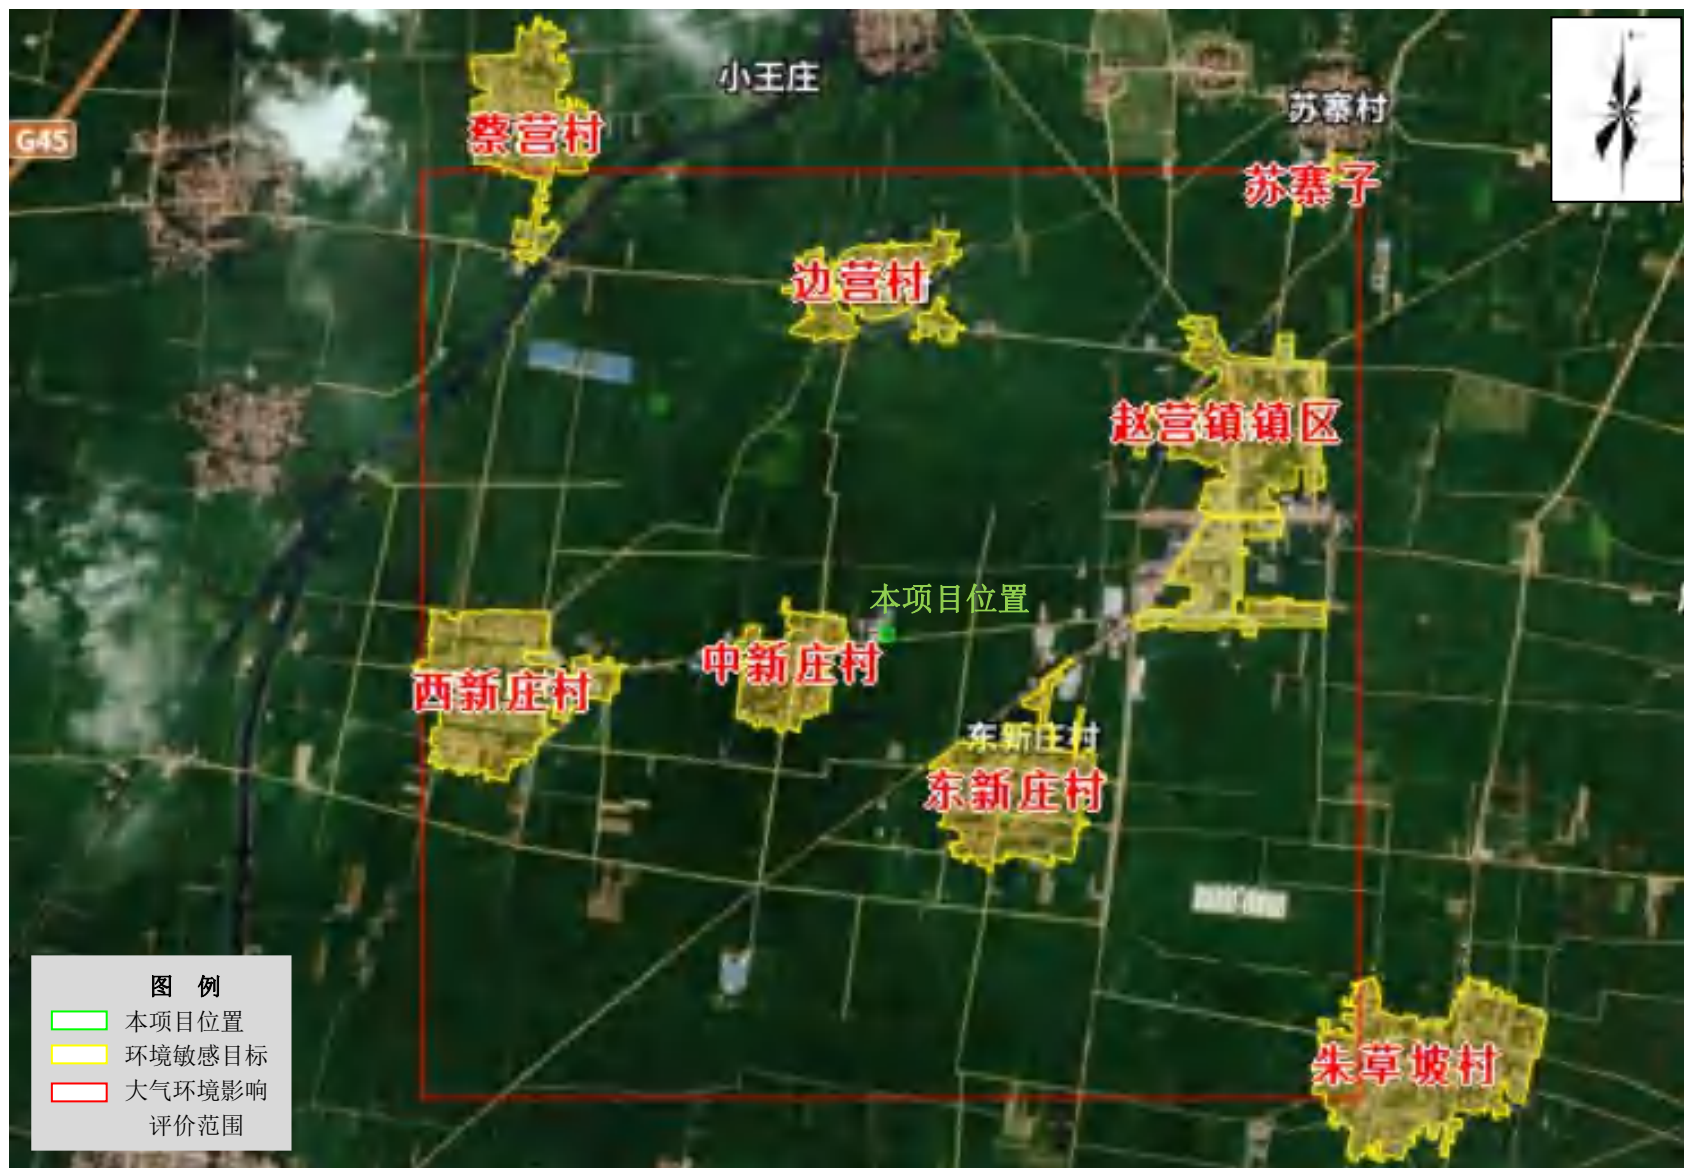 小王庄
苏寨村
蔡营村
G45
苏寨子
边营村
赵营镇镇区
本项目位置
中新庄村
西新庄村
东新庄村
东新庄村
朱草坡村
图 例
本项目位置
环境敏感目标
大气环境影响
评价范围